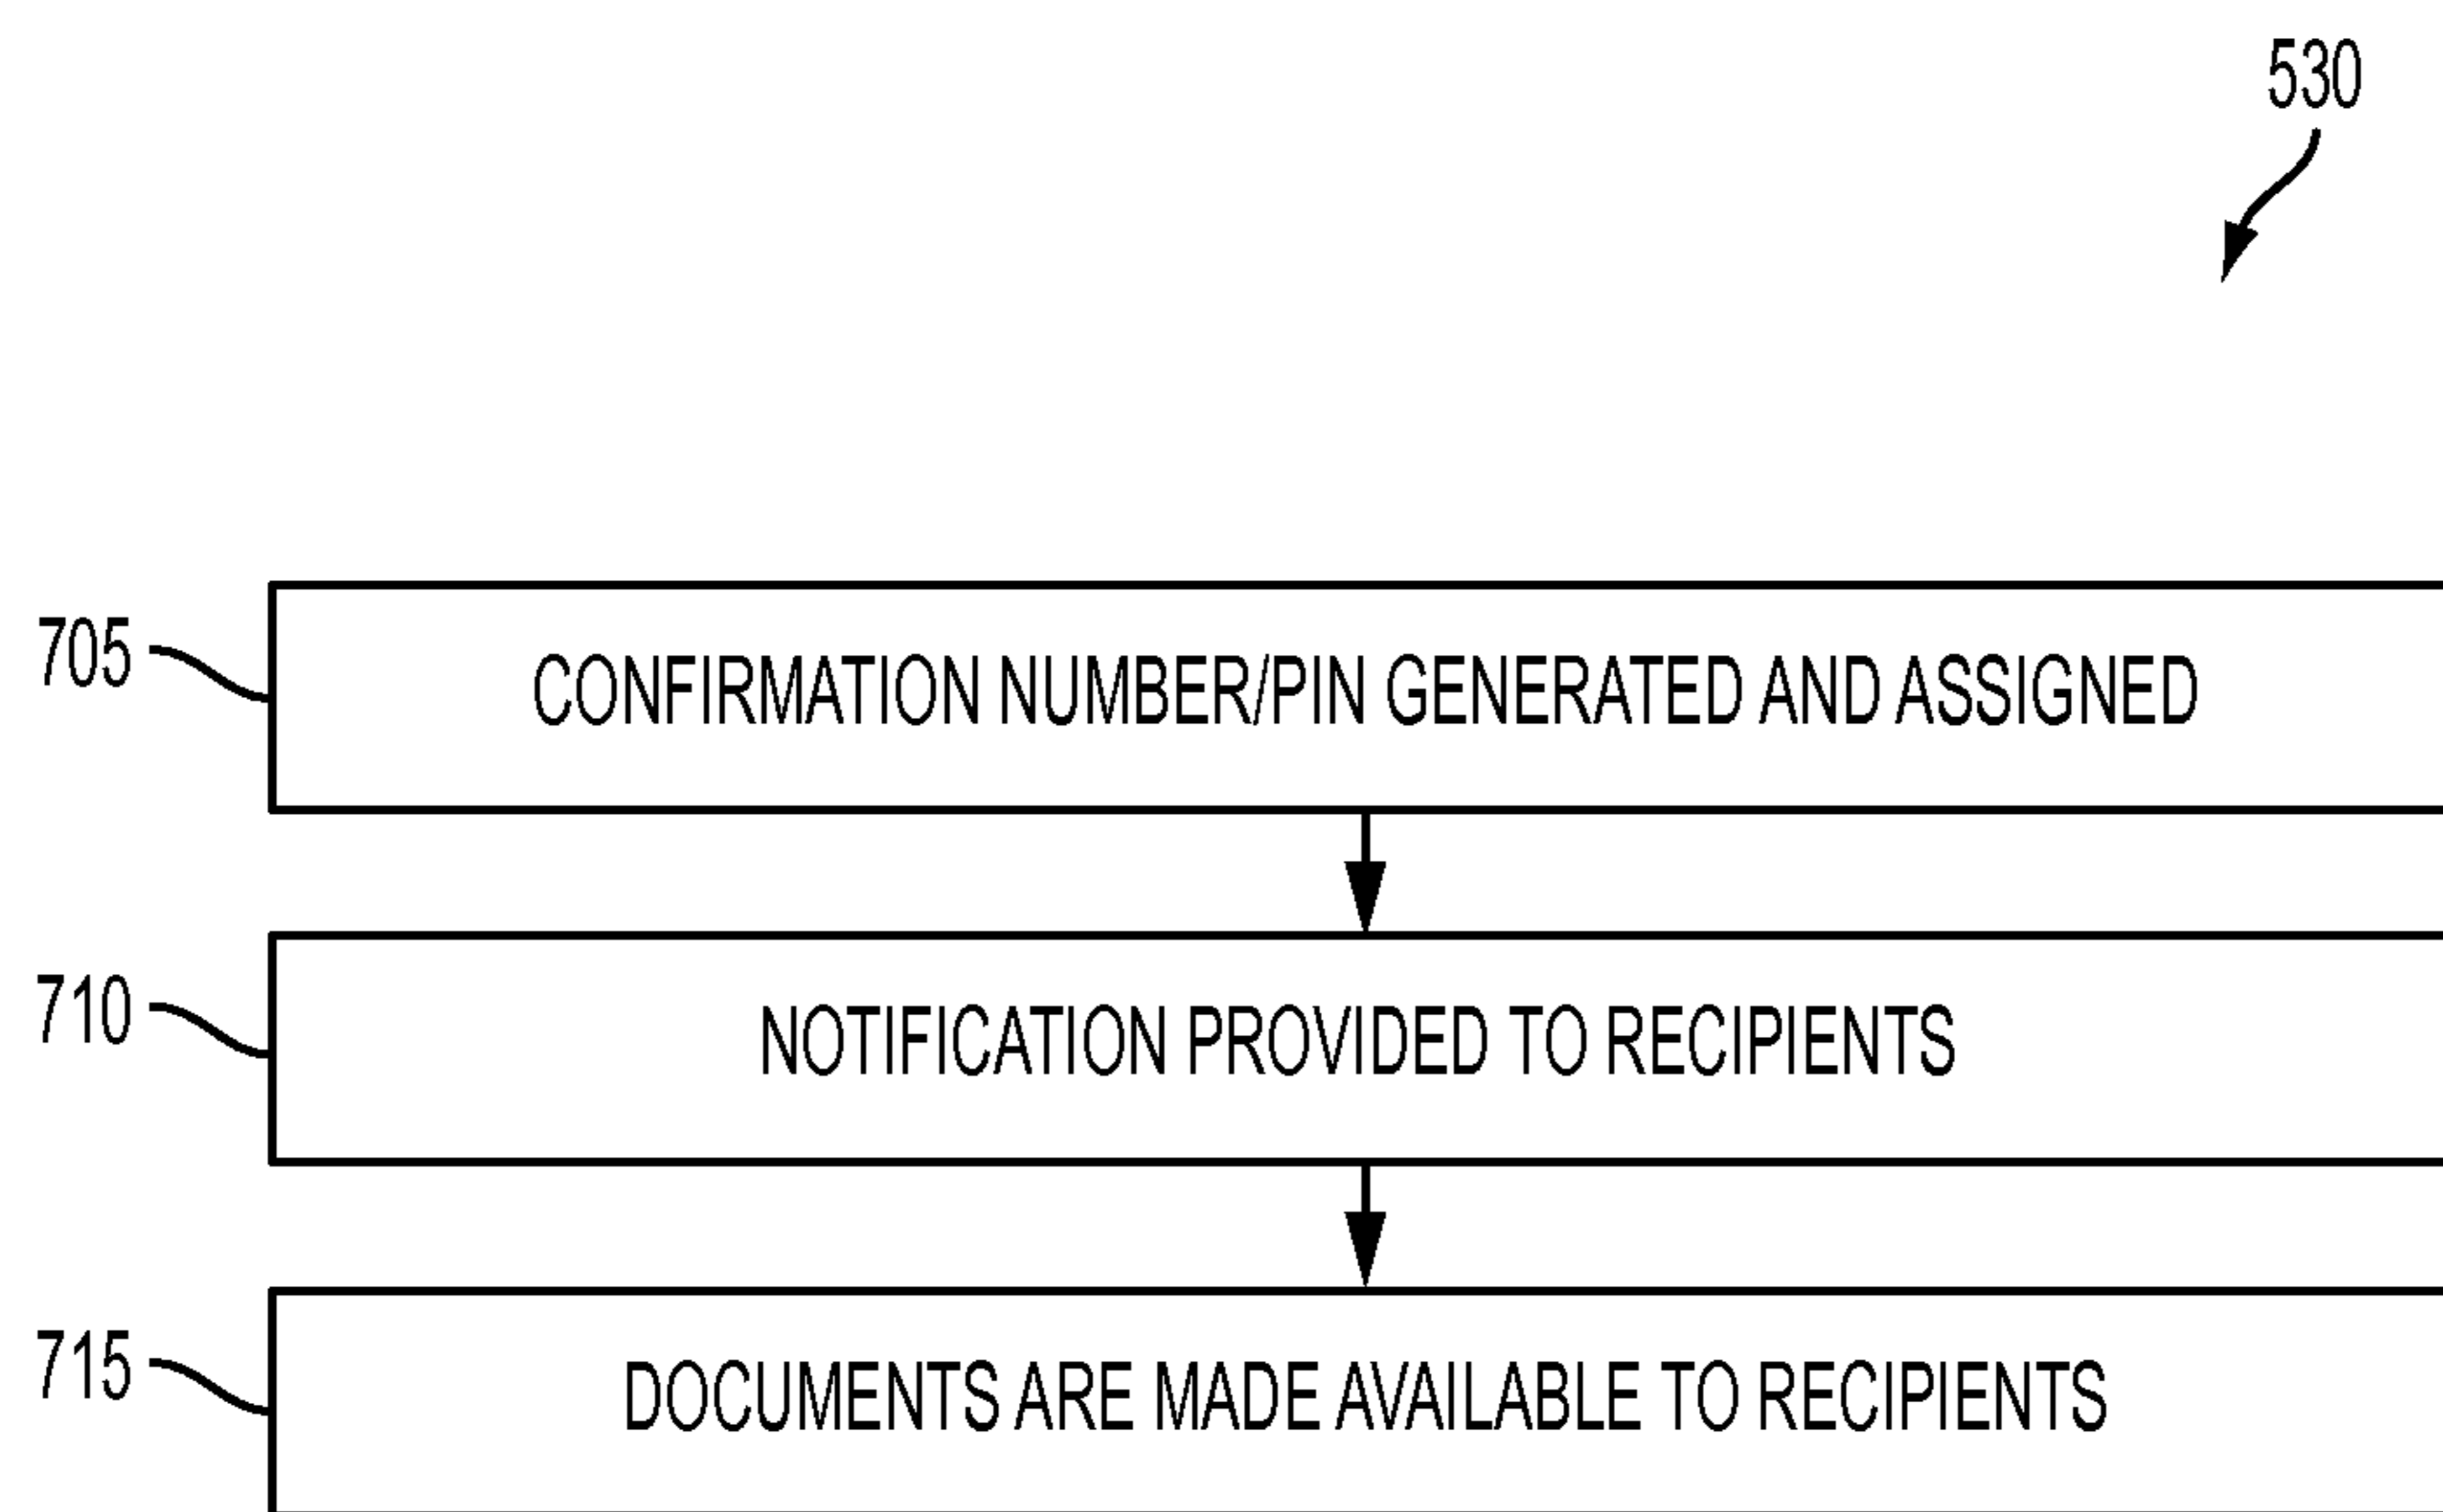 530
705
CONFIRMATION NUMBER/PIN GENERATED AND ASSIGNED
710
NOTIFICATION PROVIDED TO RECIPIENTS
715
DOCUMENTS ARE MADE AVAILABLE TO RECIPIENTS